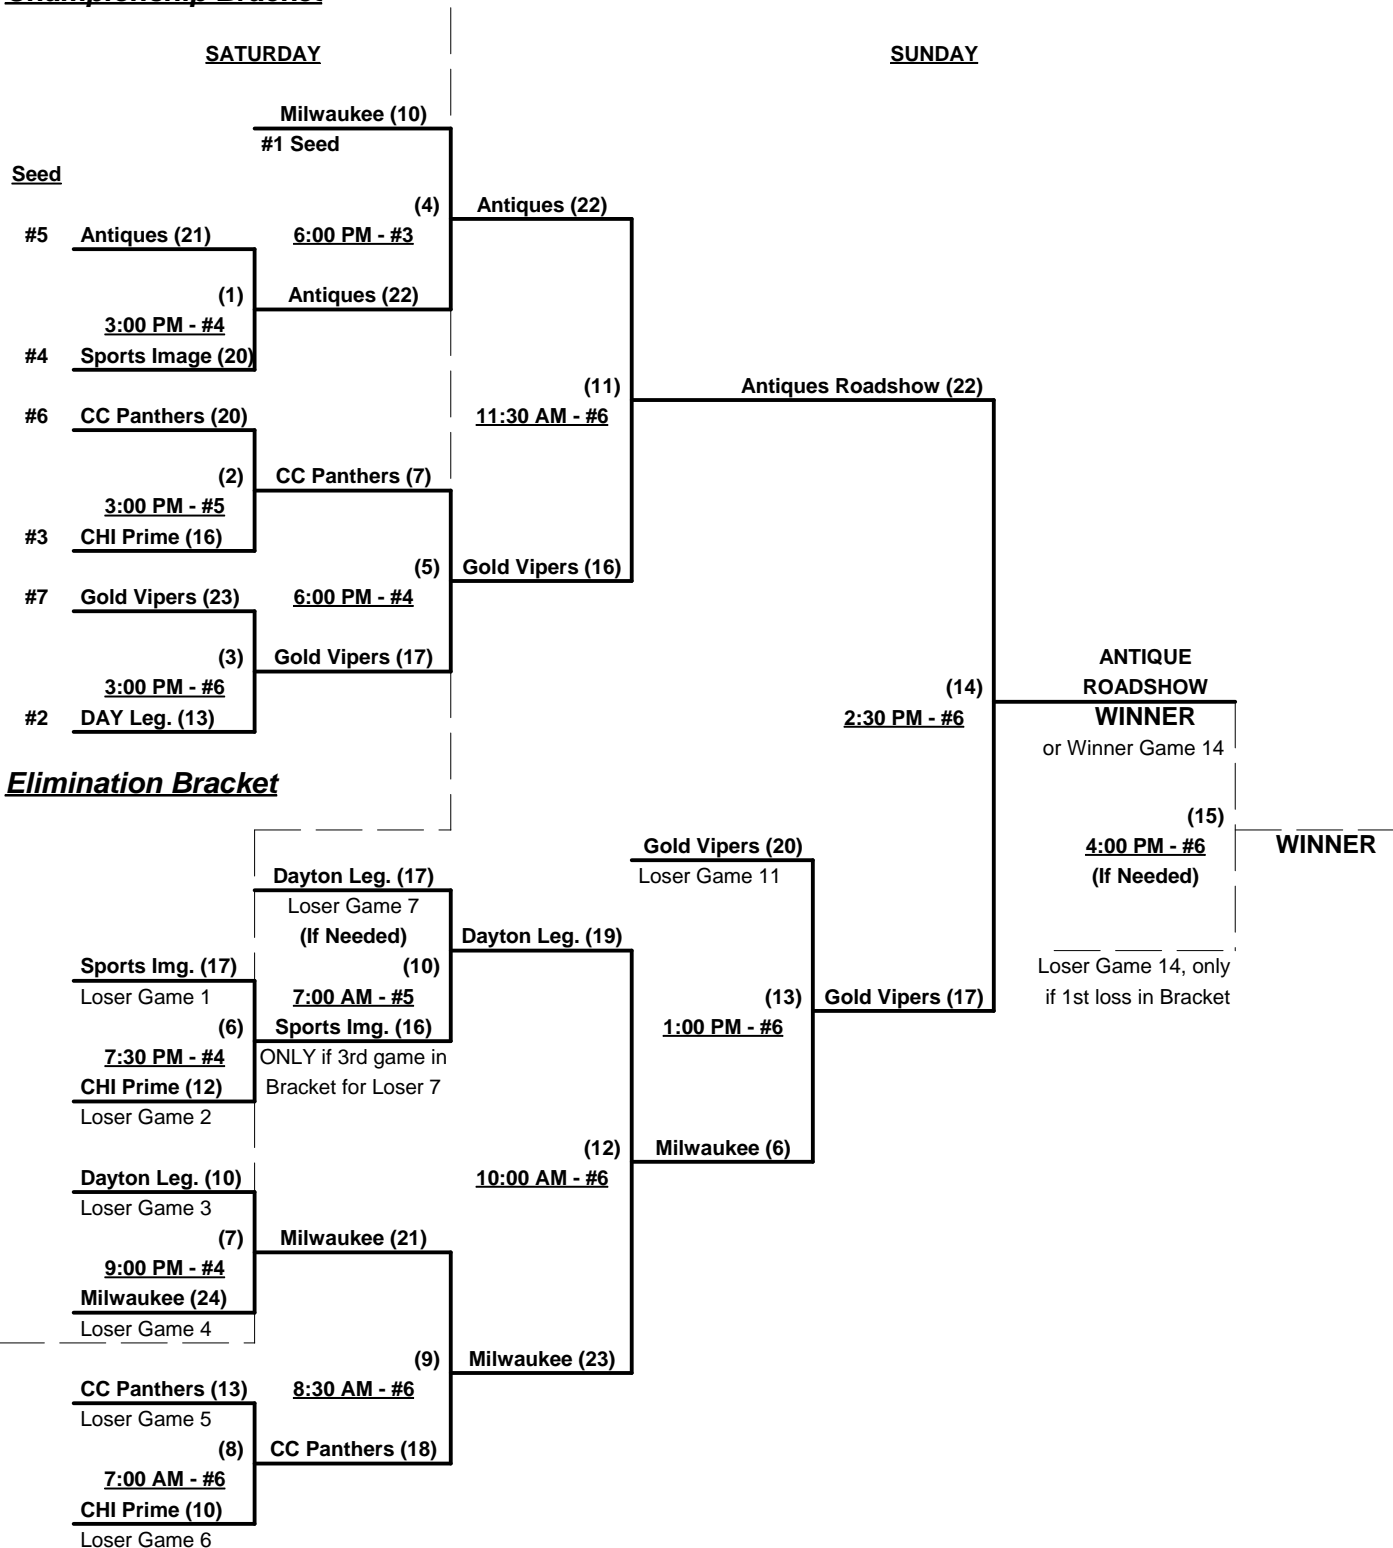 Championship Bracket
SATURDAY
SUNDAY
Milwaukee (10)
#1 Seed
Seed
(4)
Antiques (22)
#5
Antiques (21)
6:00 PM - #3
(1)
Antiques (22)
3:00 PM - #4
#4
Sports Image (20)
(11)
Antiques Roadshow (22)
#6
CC Panthers (20)
11:30 AM - #6
(2)
CC Panthers (7)
3:00 PM - #5
#3
CHI Prime (16)
(5)
Gold Vipers (16)
#7
Gold Vipers (23)
6:00 PM - #4
(3)
Gold Vipers (17)
ANTIQUE
3:00 PM - #6
(14)
ROADSHOW
#2
DAY Leg. (13)
2:30 PM - #6
WINNER
or Winner Game 14
Elimination Bracket
(15)
Gold Vipers (20)
4:00 PM - #6
WINNER
Dayton Leg. (17)
Loser Game 11
(If Needed)
Loser Game 7
(If Needed)
Dayton Leg. (19)
Sports Img. (17)
(10)
Loser Game 14, only
Loser Game 1
7:00 AM - #5
(13)
Gold Vipers (17)
if 1st loss in Bracket
(6)
Sports Img. (16)
1:00 PM - #6
7:30 PM - #4
ONLY if 3rd game in
CHI Prime (12)
Bracket for Loser 7
Loser Game 2
(12)
Milwaukee (6)
Dayton Leg. (10)
10:00 AM - #6
Loser Game 3
(7)
Milwaukee (21)
9:00 PM - #4
Milwaukee (24)
Loser Game 4
(9)
Milwaukee (23)
CC Panthers (13)
8:30 AM - #6
Loser Game 5
(8)
CC Panthers (18)
7:00 AM - #6
CHI Prime (10)
Loser Game 6